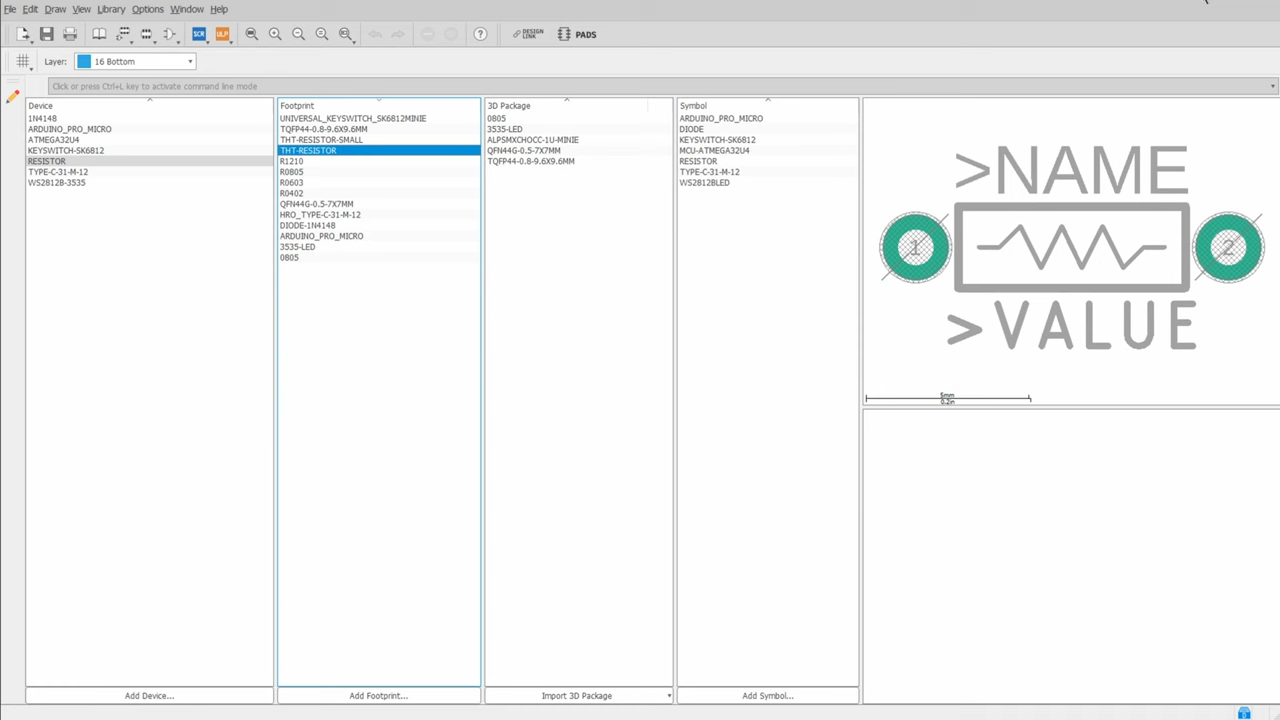 File Edit Draw View Library Options Window Help
SCR ULP DESIGN LINK PADS
Layer: 16 Bottom
Click or press Ctrl+L key to activate command line mode
Device
1N4148
ARDUINO_PRO_MICRO
ATMEGA32U4
KEYSWITCH-SK6812
RESISTOR
TYPE-C-31-M-12
WS2812B-3535
Add Device...
Footprint
UNIVERSAL_KEYSWITCH_SK6812MINIE
TQFP44-0.8-9.6X9.6MM
THT-RESISTOR-SMALL
THT-RESISTOR
R1210
R0805
R0603
R0402
QFN44G-0.5-7X7MM
HRO_TYPE-C-31-M-12
DIODE-1N4148
ARDUINO_PRO_MICRO
3535-LED
0805
Add Footprint...
3D Package
0805
3535-LED
ALPSMXCHOCC-1U-MINIE
QFN44G-0.5-7X7MM
TQFP44-0.8-9.6X9.6MM
Import 3D Package
Symbol
ARDUINO_PRO_MICRO
DIODE
KEYSWITCH-SK6812
MCU-ATMEGA32U4
RESISTOR
TYPE-C-31-M-12
WS2812BLED
Add Symbol...
>NAME
1 2
>VALUE
5mm
0.2in